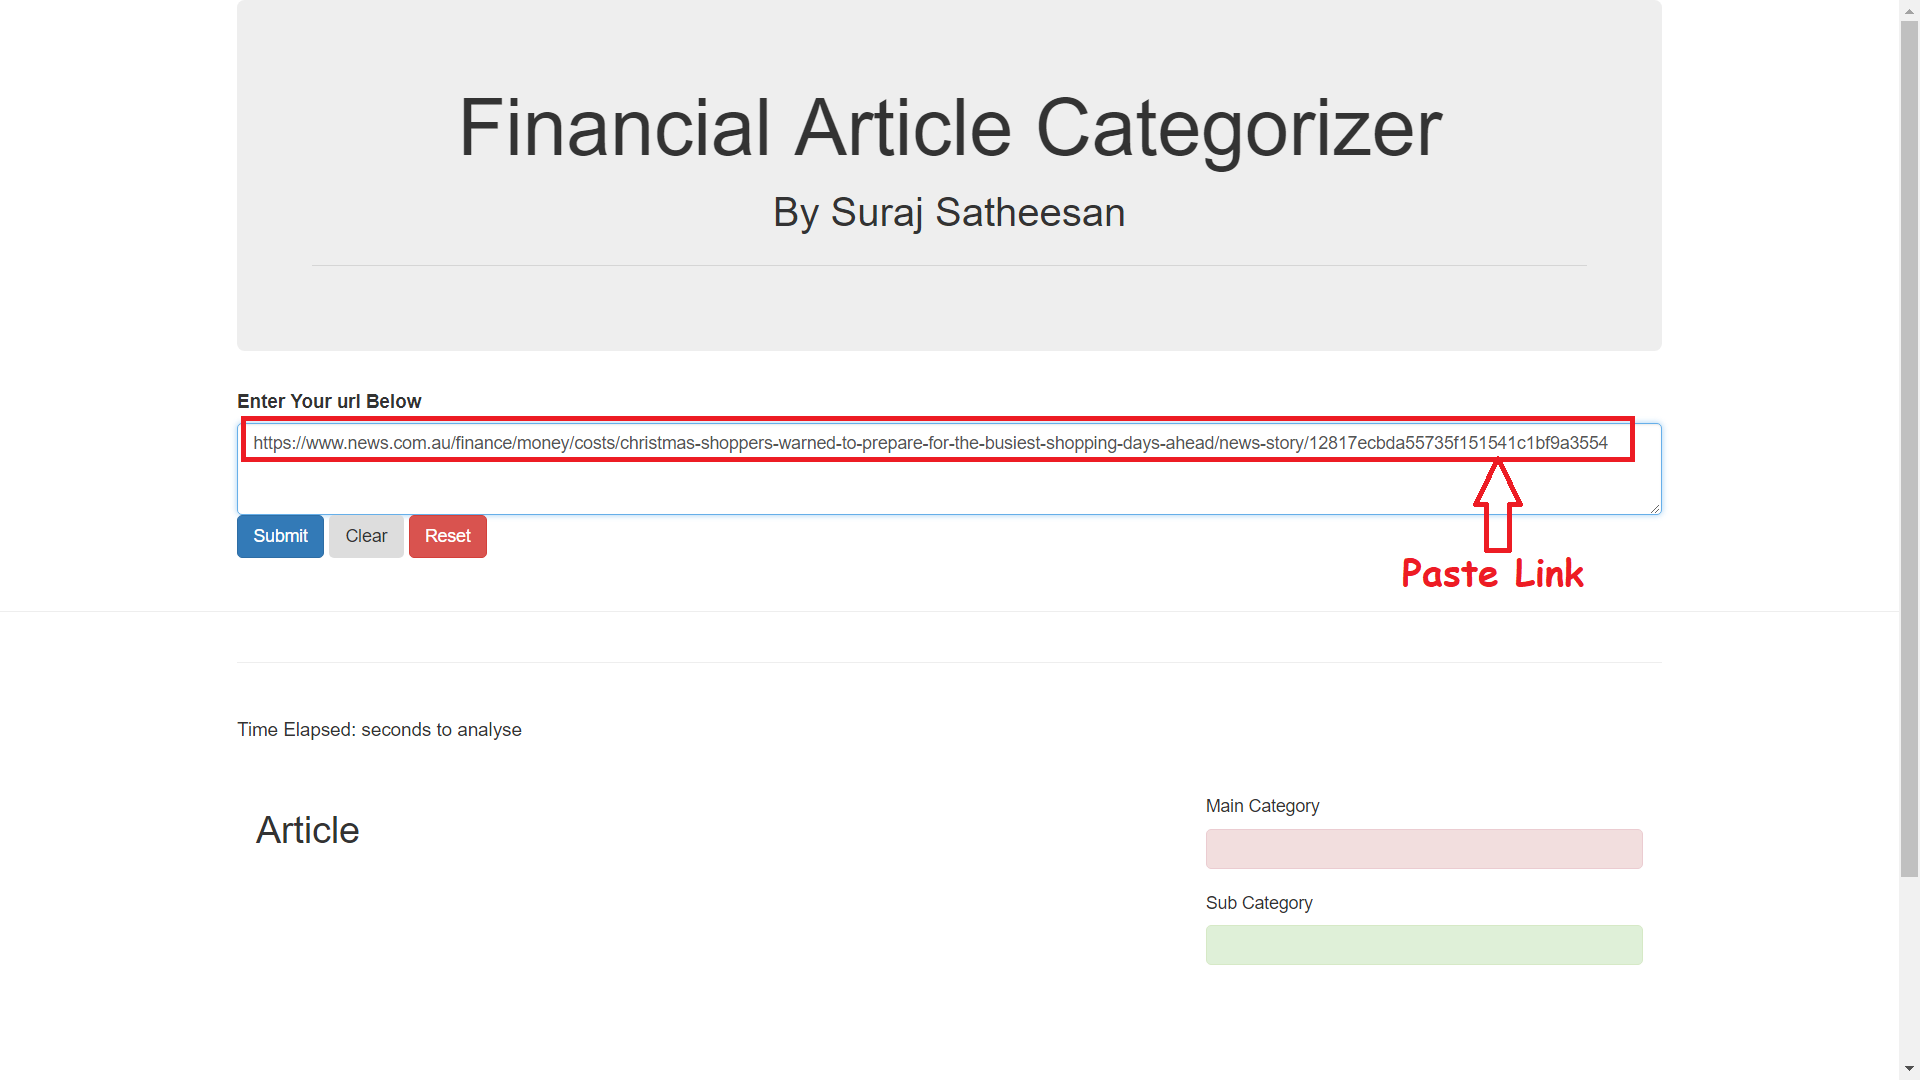 Financial Article Categorizer
By Suraj Satheesan
Enter Your url Below
https://www.news.com.au/finance/money/costs/christmas-shoppers-warned-to-prepare-for-the-busiest-shopping-days-ahead/news-story/12817ecbda55735f151541c1bf9a3554
Submit Clear Reset
Paste Link
Time Elapsed: seconds to analyse
Article
Main Category
Sub Category